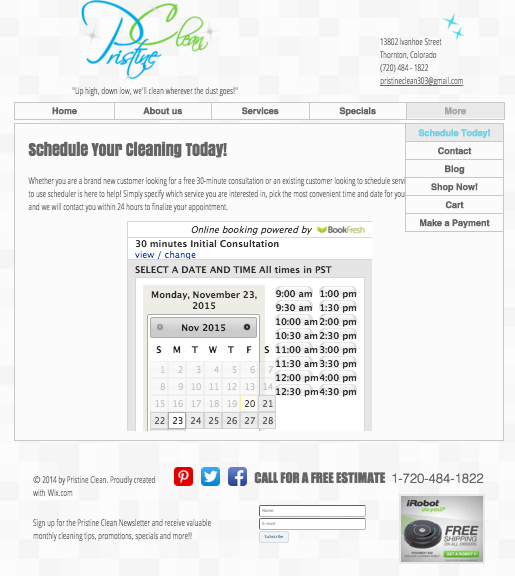 Pristine Clean
"Up high, down low, we'll clean wherever the dust goes!"
13802 Ivanhoe Street
Thornton, Colorado
(720) 484 - 1822
pristineclean303@gmail.com
Home About us Services Specials More
Schedule Today!
Contact
Blog
Shop Now!
Cart
Make a Payment
Schedule Your Cleaning Today!
Whether you are a brand new customer looking for a free 30-minute consultation or an existing customer looking to schedule servi
to use scheduler is here to help! Simply specify which service you are interested in, pick the most convenient time and date for you
and we will contact you within 24 hours to finalize your appointment.
Online booking powered by BookFresh
30 minutes Initial Consultation
view / change
SELECT A DATE AND TIME All times in PST
Monday, November 23,
2015
Nov 2015
S M T W T F S
1 2 3 4 5 6 7
8 9 10 11 12 13 14
15 16 17 18 19 20 21
22 23 24 25 26 27 28
9:00 am 1:00 pm
9:30 am 1:30 pm
10:00 am 2:00 pm
10:30 am 2:30 pm
11:00 am 3:00 pm
11:30 am 3:30 pm
12:00 pm 4:00 pm
12:30 pm 4:30 pm
© 2014 by Pristine Clean. Proudly created
with Wix.com
CALL FOR A FREE ESTIMATE 1-720-484-1822
Sign up for the Pristine Clean Newsletter and receive valuable
monthly cleaning tips, promotions, specials and more!!!
Name
E-mail
Subscribe
iRobot
do you?
FREE
SHIPPING
ON ALL ORDERS
GET A ROBOT